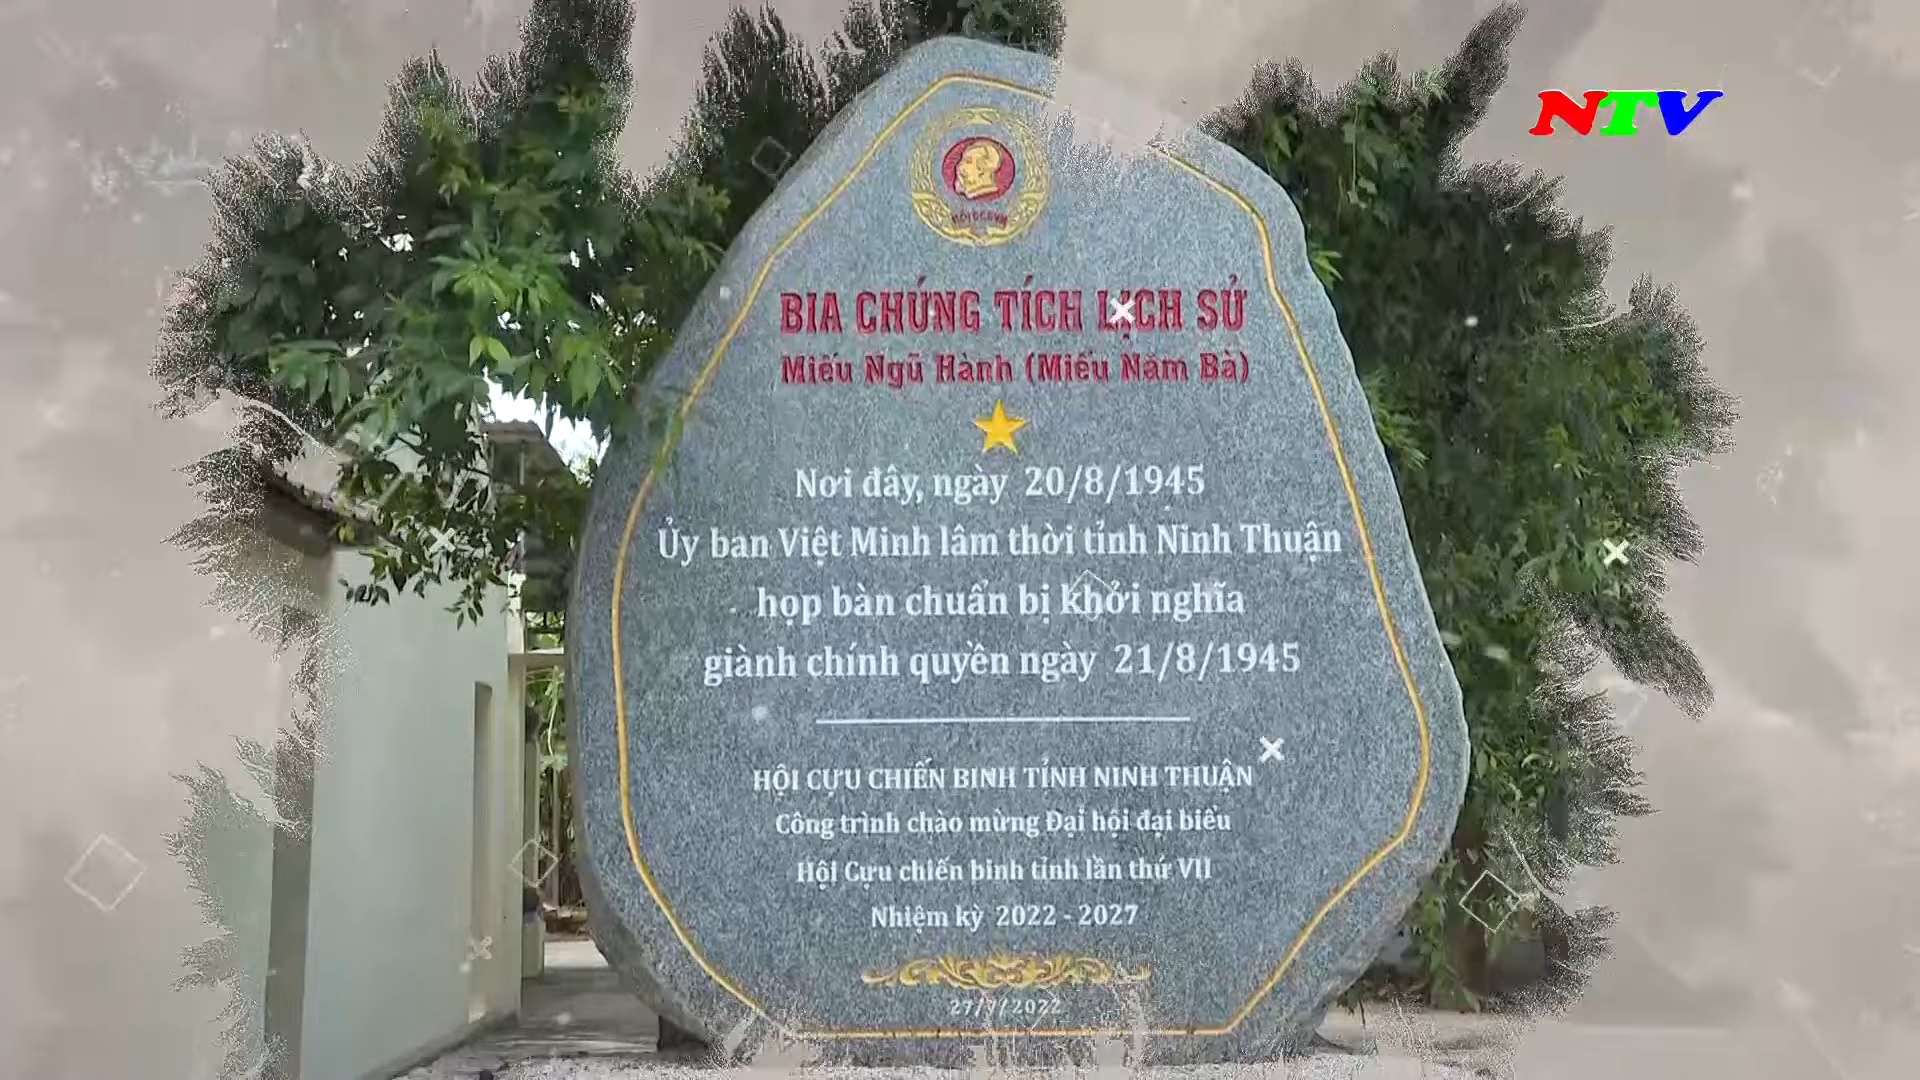 NTV
HỘI CCBVN
BIA CHỨNG TÍCH LỊCH SỬ
Miếu Ngũ Hành (Miếu Năm Bà)
Nơi đây, ngày 20/8/1945
Ủy ban Việt Minh lâm thời tỉnh Ninh Thuận
họp bàn chuẩn bị khởi nghĩa
giành chính quyền ngày 21/8/1945
HỘI CỰU CHIẾN BINH TỈNH NINH THUẬN
Công trình chào mừng Đại hội đại biểu
Hội Cựu chiến binh tỉnh lần thứ VII
Nhiệm kỳ 2022 - 2027
27/7/2022